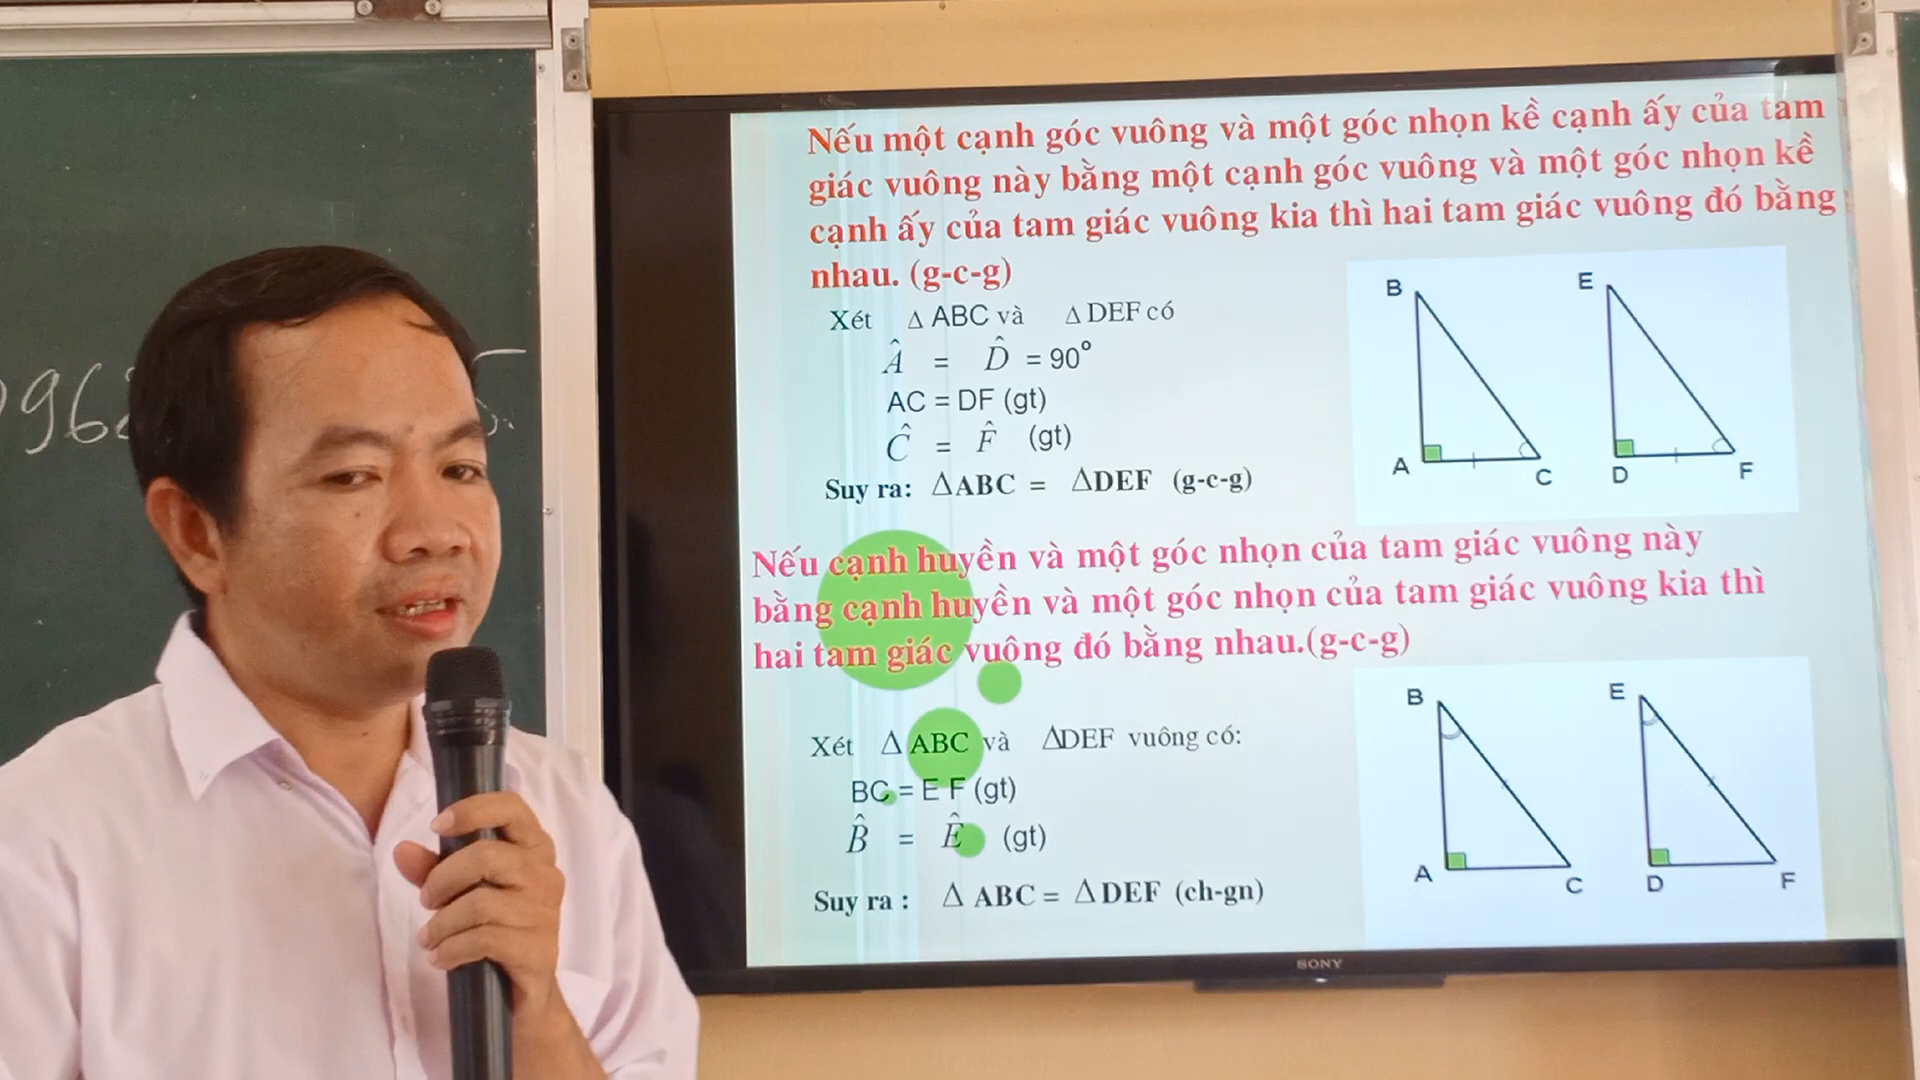 Nếu một cạnh góc vuông và một góc nhọn kề cạnh ấy của tam
giác vuông này bằng một cạnh góc vuông và một góc nhọn kề
cạnh ấy của tam giác vuông kia thì hai tam giác vuông đó bằng
nhau. (g-c-g)
Xét Δ ABC và Δ DEF có
Â = D̂ = 90°
AC = DF (gt)
Ĉ = F̂ (gt)
Suy ra: ΔABC = ΔDEF (g-c-g)
B E
A C D F
Nếu cạnh huyền và một góc nhọn của tam giác vuông này
bằng cạnh huyền và một góc nhọn của tam giác vuông kia thì
hai tam giác vuông đó bằng nhau.(g-c-g)
Xét Δ ABC và ΔDEF vuông có:
BC = E F (gt)
B̂ = Ê (gt)
Suy ra : Δ ABC = Δ DEF (ch-gn)
B E
A C D F
SONY